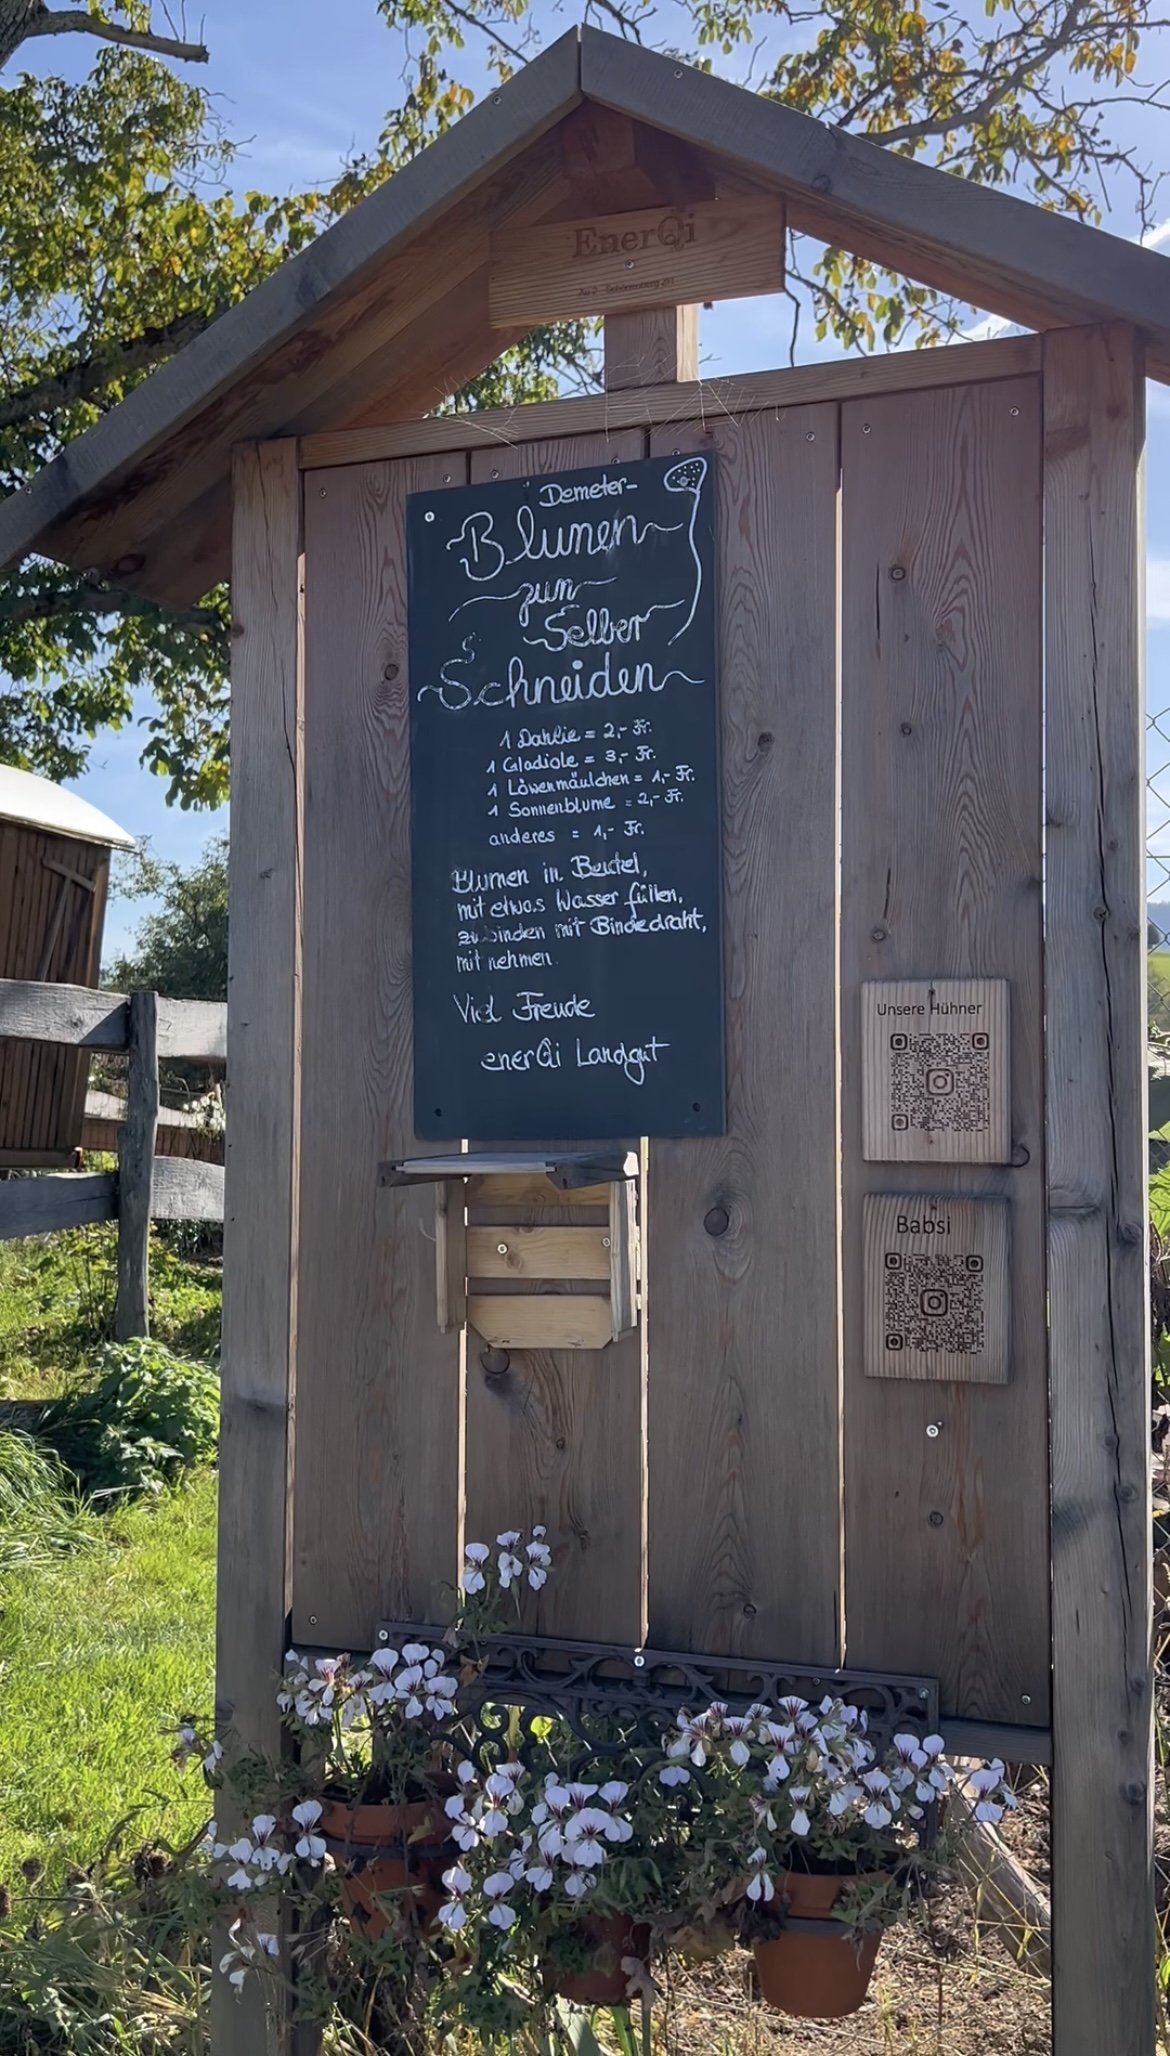 EnerQi
Demeter-
Blumen
zum
Selber
Schneiden
1 Dahlie = 2,- Fr.
1 Gladiole = 3,- Fr.
1 Löwenmäulchen = 1,- Fr.
1 Sonnenblume = 2,- Fr.
anderes = 1,- Fr.
Blumen in Beutel,
mit etwas Wasser füllen,
zubinden mit Bindedraht,
mitnehmen.
Viel Freude
enerQi Landgut
Unsere Hühner
Babsi